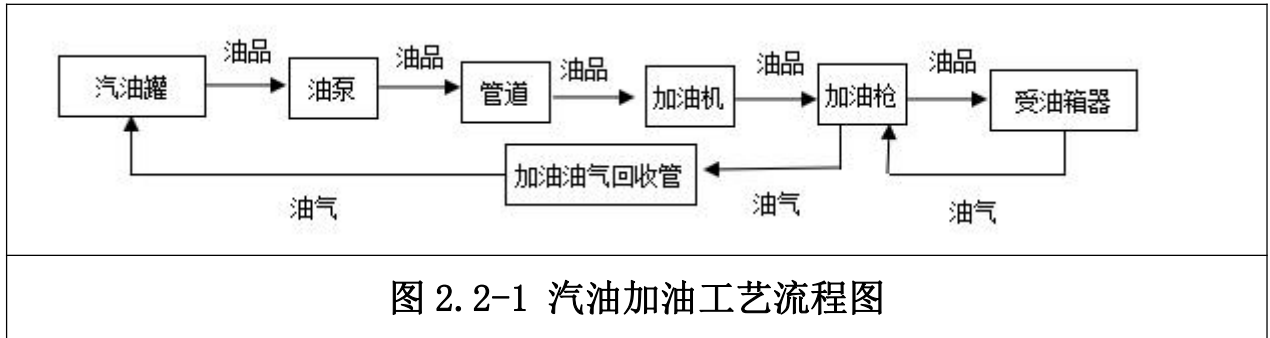 油品 油品 油品 油品 油品
汽油罐 油泵 管道 加油机 加油枪 受油箱器
加油油气回收管
油气 油气 油气
图 2.2-1 汽油加油工艺流程图